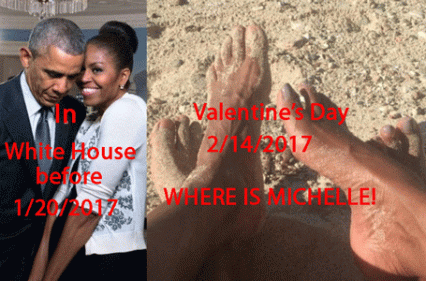 In
White House
before
1/20/2017
Valentine's Day
2/14/2017
WHERE IS MICHELLE!